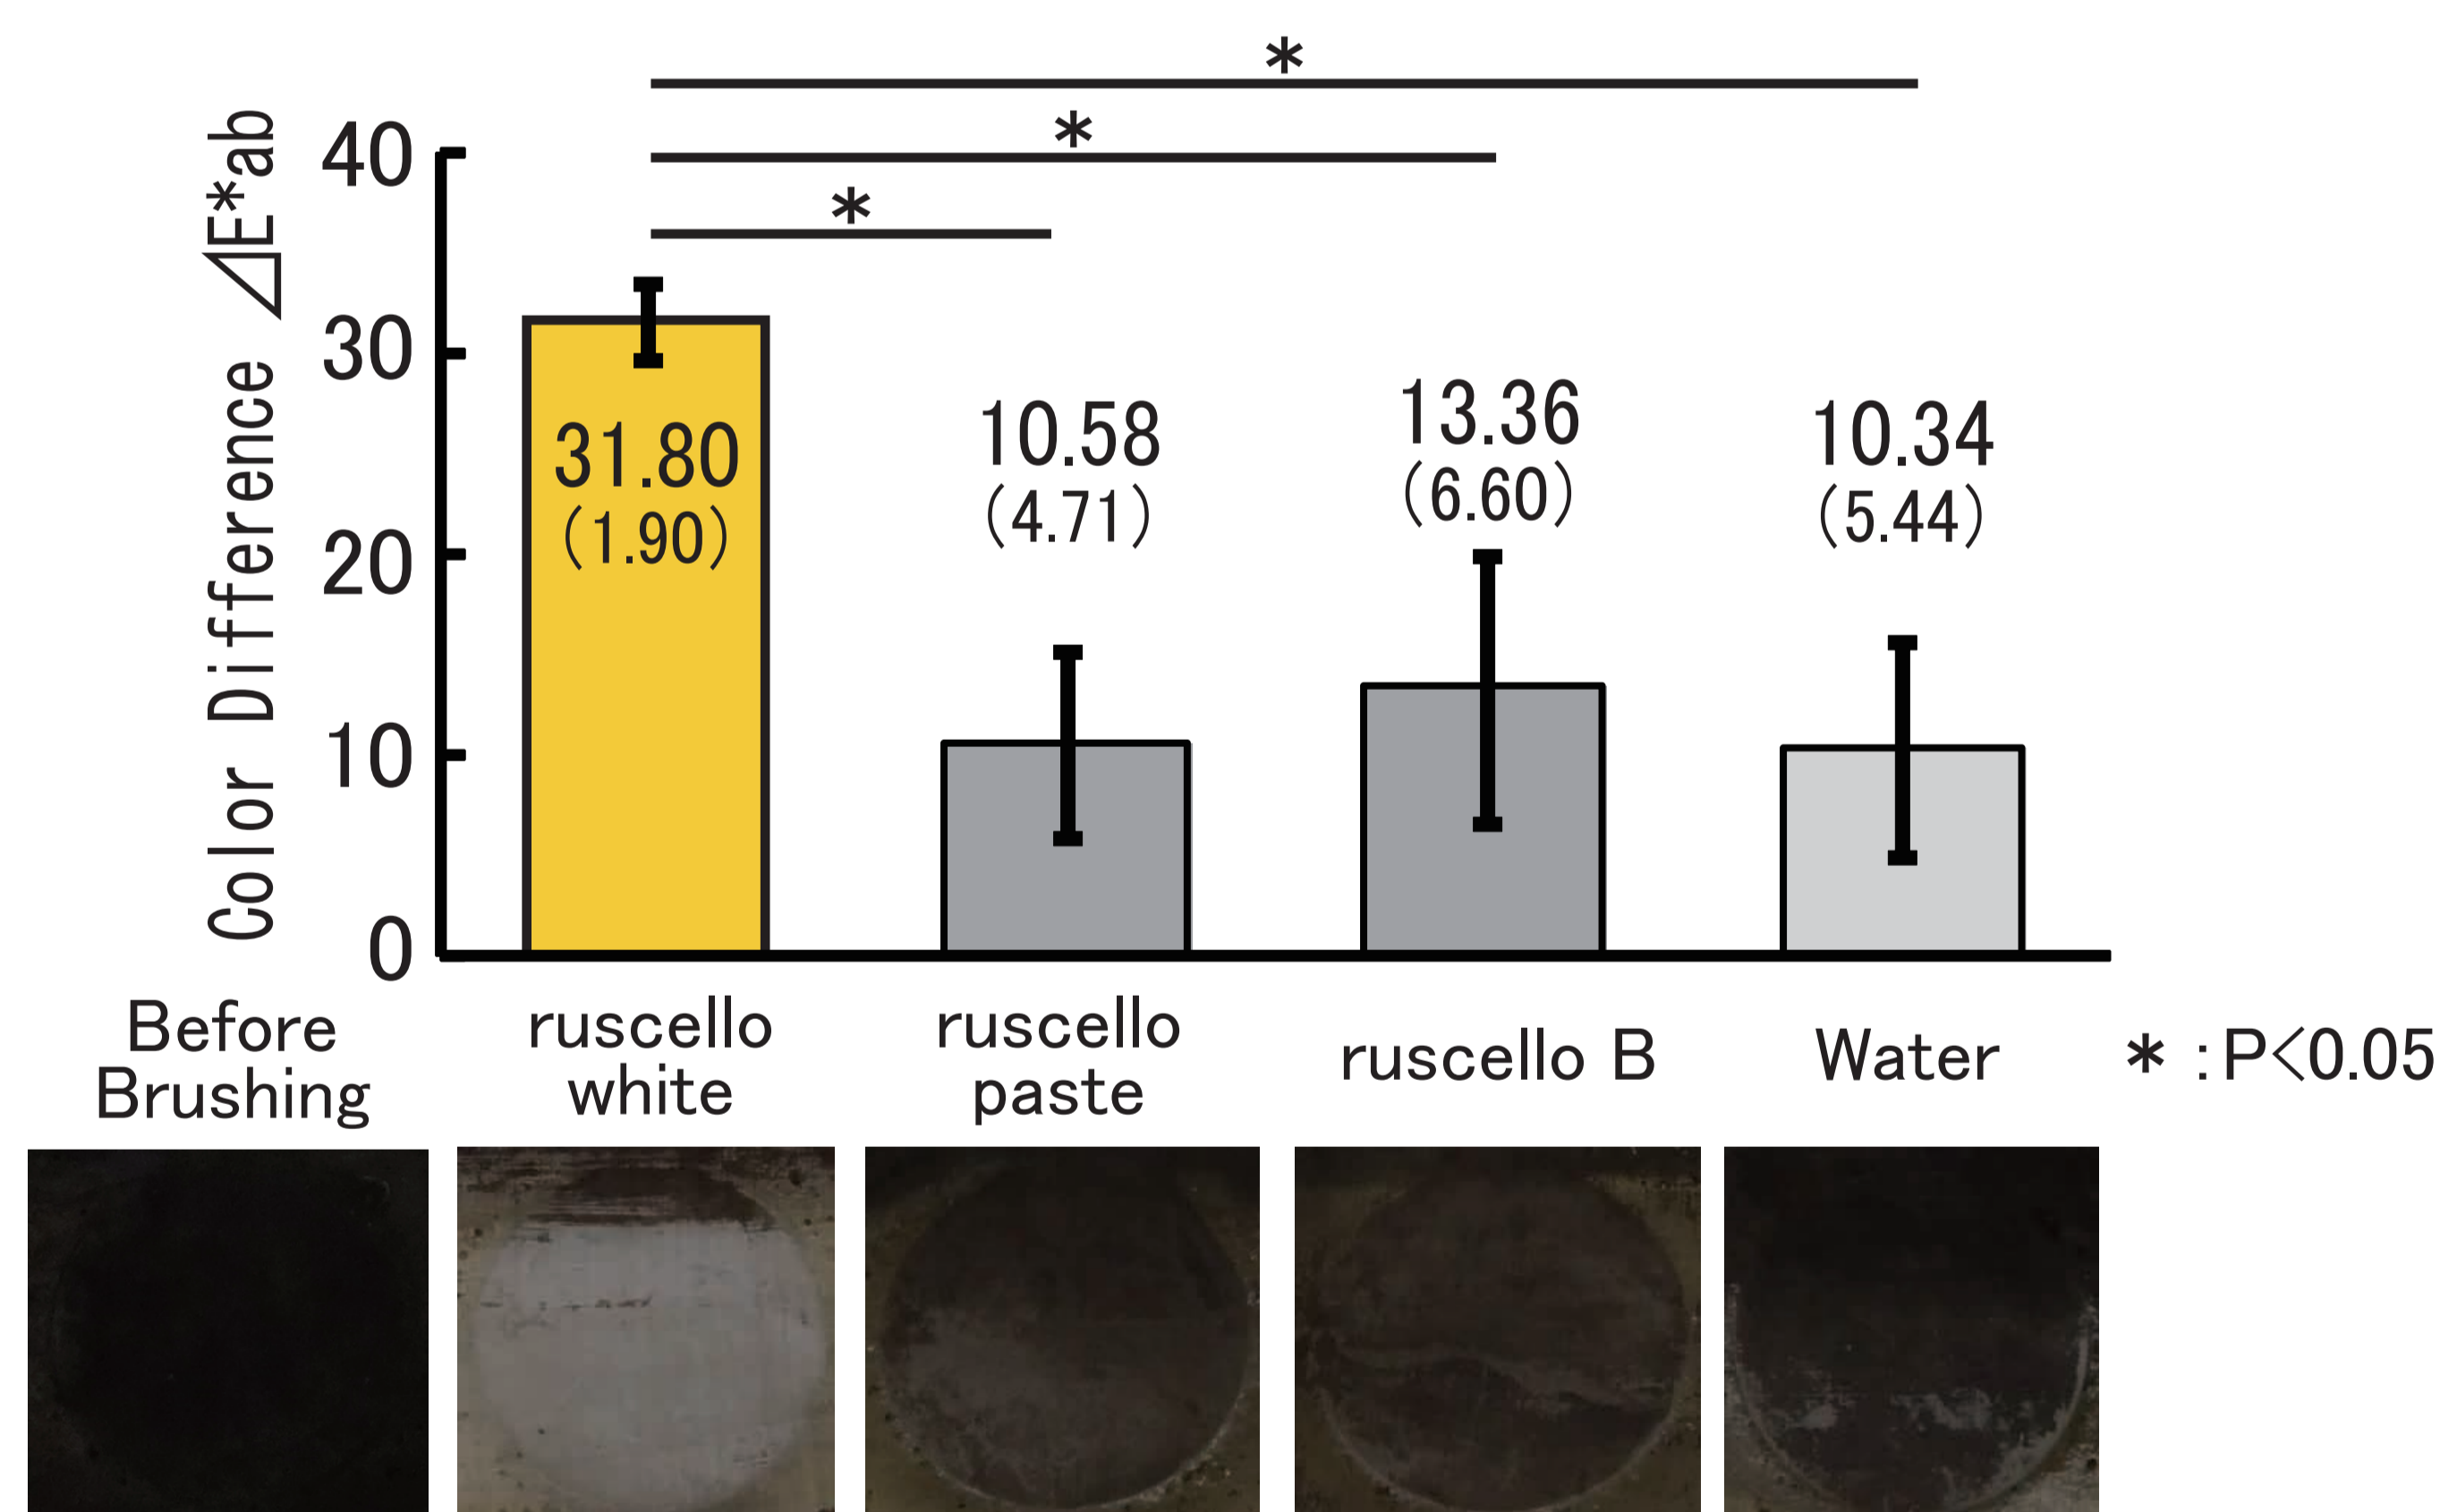 *
*
*
Color Difference ⊿E*ab
40
30
20
10
0
31.80
(1.90)
10.58
(4.71)
13.36
(6.60)
10.34
(5.44)
Before
Brushing
ruscello
white
ruscello
paste
ruscello B
Water
* :P<0.05